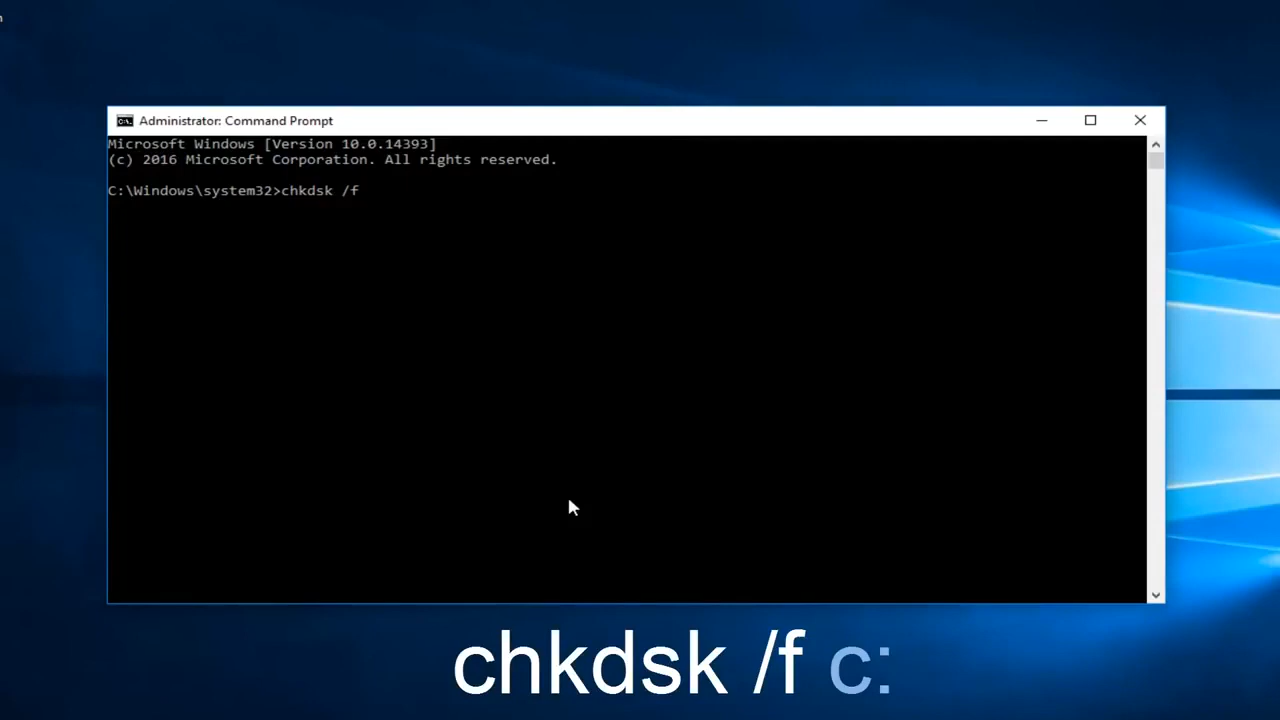 Administrator: Command Prompt
Microsoft Windows [Version 10.0.14393]
(c) 2016 Microsoft Corporation. All rights reserved.
C:\Windows\system32>chkdsk /f
chkdsk /f c: